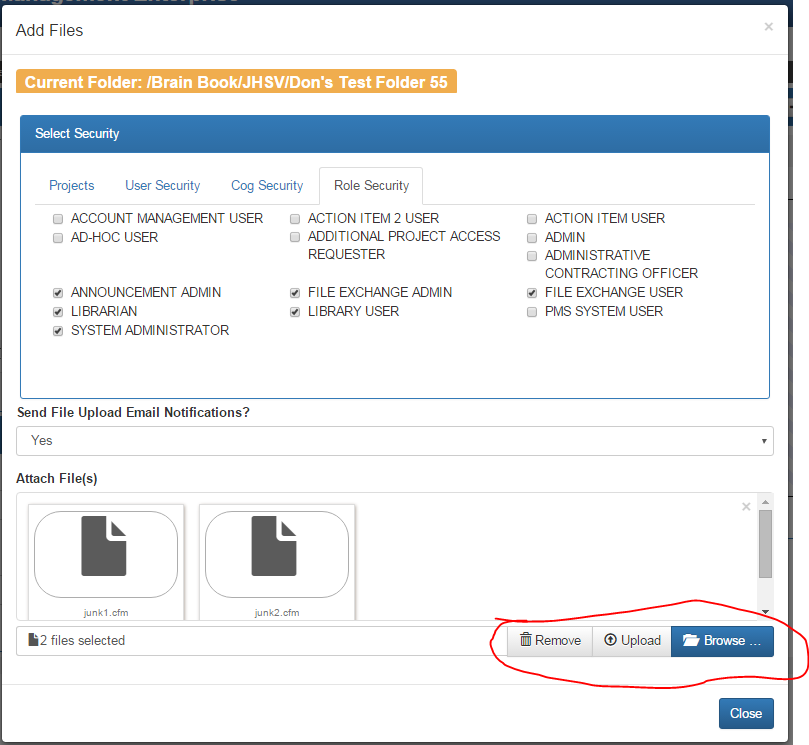 Add Files
×
Current Folder: /Brain Book/JHSV/Don's Test Folder 55
Select Security
Projects User Security Cog Security Role Security
ACCOUNT MANAGEMENT USER ACTION ITEM 2 USER ACTION ITEM USER
AD-HOC USER ADDITIONAL PROJECT ACCESS ADMIN
REQUESTER ADMINISTRATIVE
CONTRACTING OFFICER
ANNOUNCEMENT ADMIN FILE EXCHANGE ADMIN FILE EXCHANGE USER
LIBRARIAN LIBRARY USER PMS SYSTEM USER
SYSTEM ADMINISTRATOR
Send File Upload Email Notifications?
Yes
Attach File(s)
×
junk1.cfm junk2.cfm
2 files selected Remove Upload Browse ...
Close